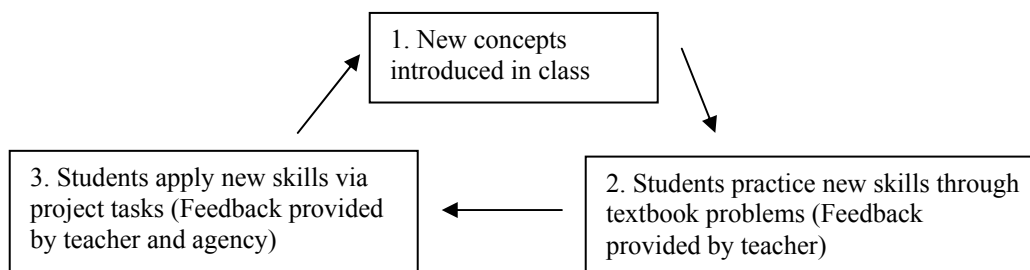 1. New concepts
introduced in class
2. Students practice new skills through
textbook problems (Feedback
provided by teacher)
3. Students apply new skills via
project tasks (Feedback provided
by teacher and agency)